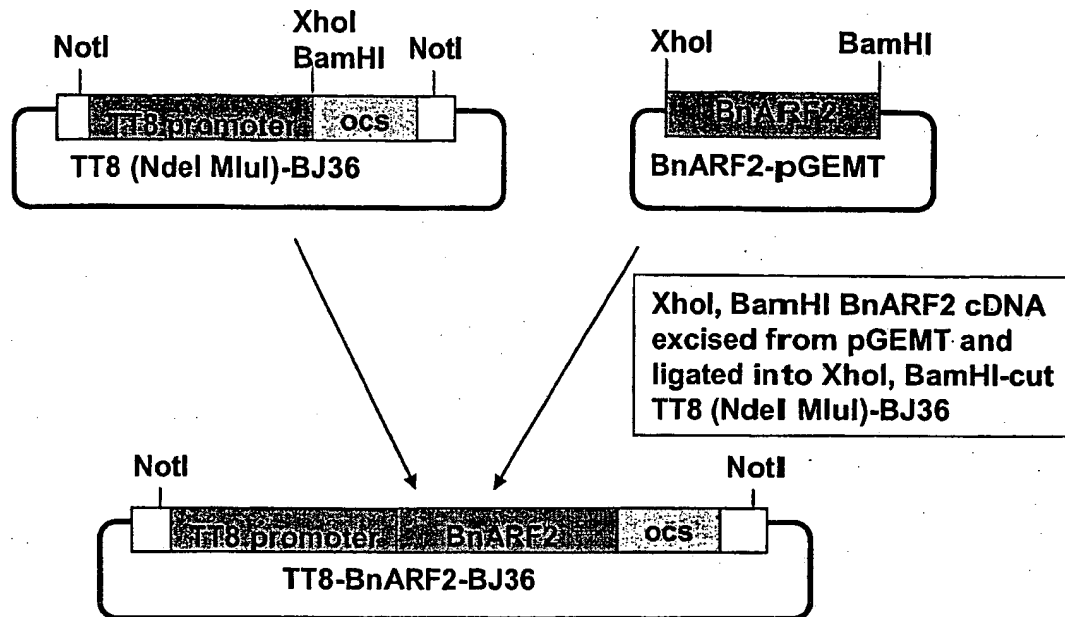 NotI
XhoI
BamHI
NotI
TT8 promoter
ocs
TT8 (NdeI MluI)-BJ36
XhoI
BamHI
BnARF2
BnARF2-pGEMT
XhoI, BamHI BnARF2 cDNA
excised from pGEMT and
ligated into XhoI, BamHI-cut
TT8 (NdeI MluI)-BJ36
NotI
NotI
TT8 promoter
BnARF2
ocs
TT8-BnARF2-BJ36